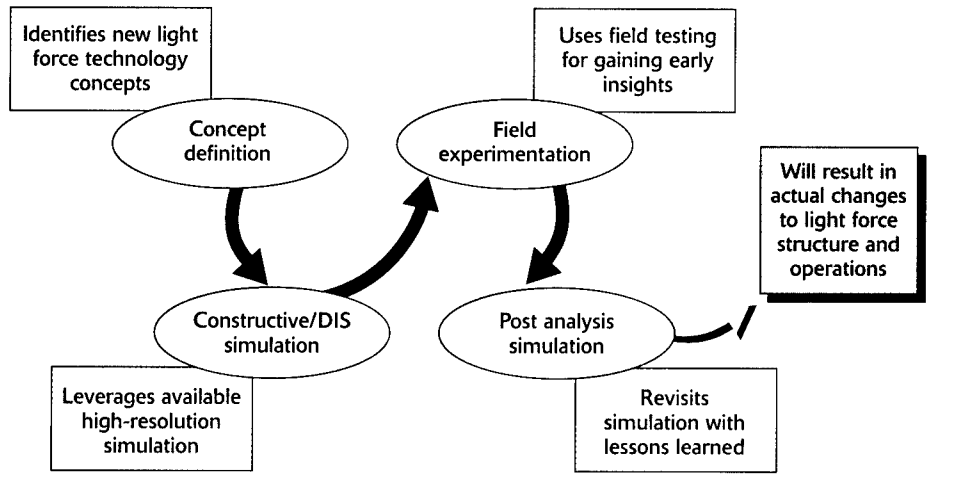 Identifies new light
force technology
concepts
Concept
definition
Uses field testing
for gaining early
insights
Field
experimentation
Will result in
actual changes
to light force
structure and
operations
Constructive/DIS
simulation
Leverages available
high-resolution
simulation
Post analysis
simulation
Revisits
simulation with
lessons learned